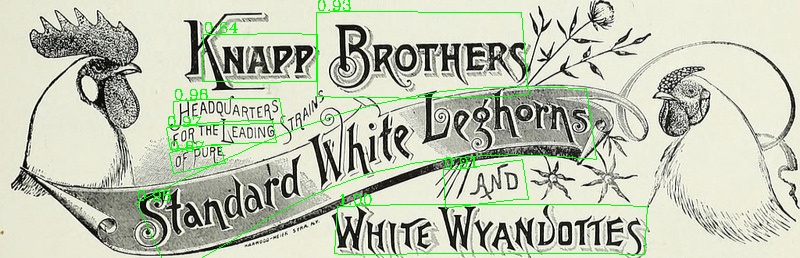 KNAPP BROTHERS
HEADQUARTERS
FOR THE LEADING STRAINS
OF PURE
Standard White Leghorns
AND
WHITE WYANDOTTES